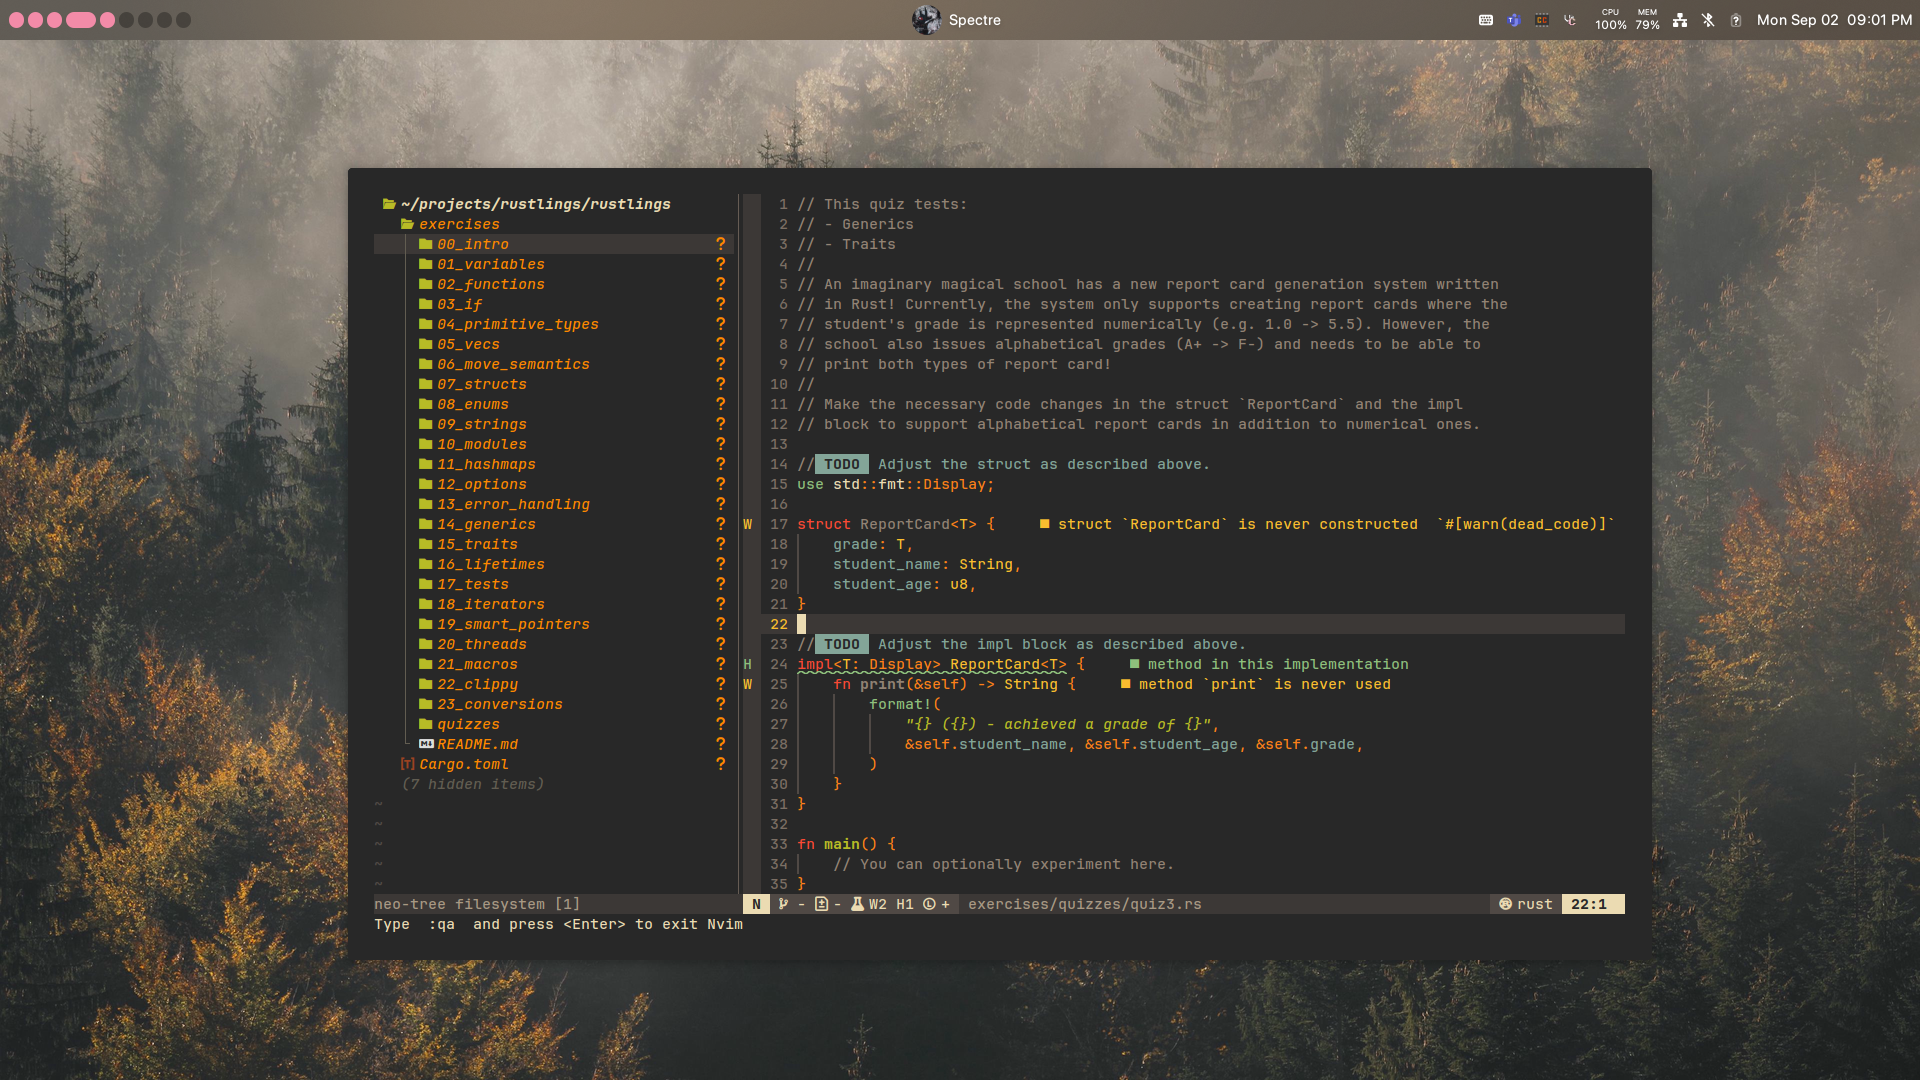 Spectre
CPU 100% MEM 79%
Mon Sep 02 09:01 PM
~/projects/rustlings/rustlings
exercises
00_intro ?
01_variables ?
02_functions ?
03_if ?
04_primitive_types ?
05_vecs ?
06_move_semantics ?
07_structs ?
08_enums ?
09_strings ?
10_modules ?
11_hashmaps ?
12_options ?
13_error_handling ?
14_generics ?
15_traits ?
16_lifetimes ?
17_tests ?
18_iterators ?
19_smart_pointers ?
20_threads ?
21_macros ?
22_clippy ?
23_conversions ?
quizzes ?
README.md ?
Cargo.toml ?
(7 hidden items)
~
~
~
~
~
neo-tree filesystem [1]
1 // This quiz tests:
2 // - Generics
3 // - Traits
4 //
5 // An imaginary magical school has a new report card generation system written
6 // in Rust! Currently, the system only supports creating report cards where the
7 // student's grade is represented numerically (e.g. 1.0 -> 5.5). However, the
8 // school also issues alphabetical grades (A+ -> F-) and needs to be able to
9 // print both types of report card!
10 //
11 // Make the necessary code changes in the struct `ReportCard` and the impl
12 // block to support alphabetical report cards in addition to numerical ones.
13
14 // TODO Adjust the struct as described above.
15 use std::fmt::Display;
16
W 17 struct ReportCard<T> { ■ struct `ReportCard` is never constructed `#[warn(dead_code)]`
18 grade: T,
19 student_name: String,
20 student_age: u8,
21 }
22
23 // TODO Adjust the impl block as described above.
H 24 impl<T: Display> ReportCard<T> { ■ method in this implementation
W 25 fn print(&self) -> String { ■ method `print` is never used
26 format!(
27 "{} ({}) - achieved a grade of {}",
28 &self.student_name, &self.student_age, &self.grade,
29 )
30 }
31 }
32
33 fn main() {
34 // You can optionally experiment here.
35 }
N - - W2 H1 + exercises/quizzes/quiz3.rs rust 22:1
Type :qa and press <Enter> to exit Nvim